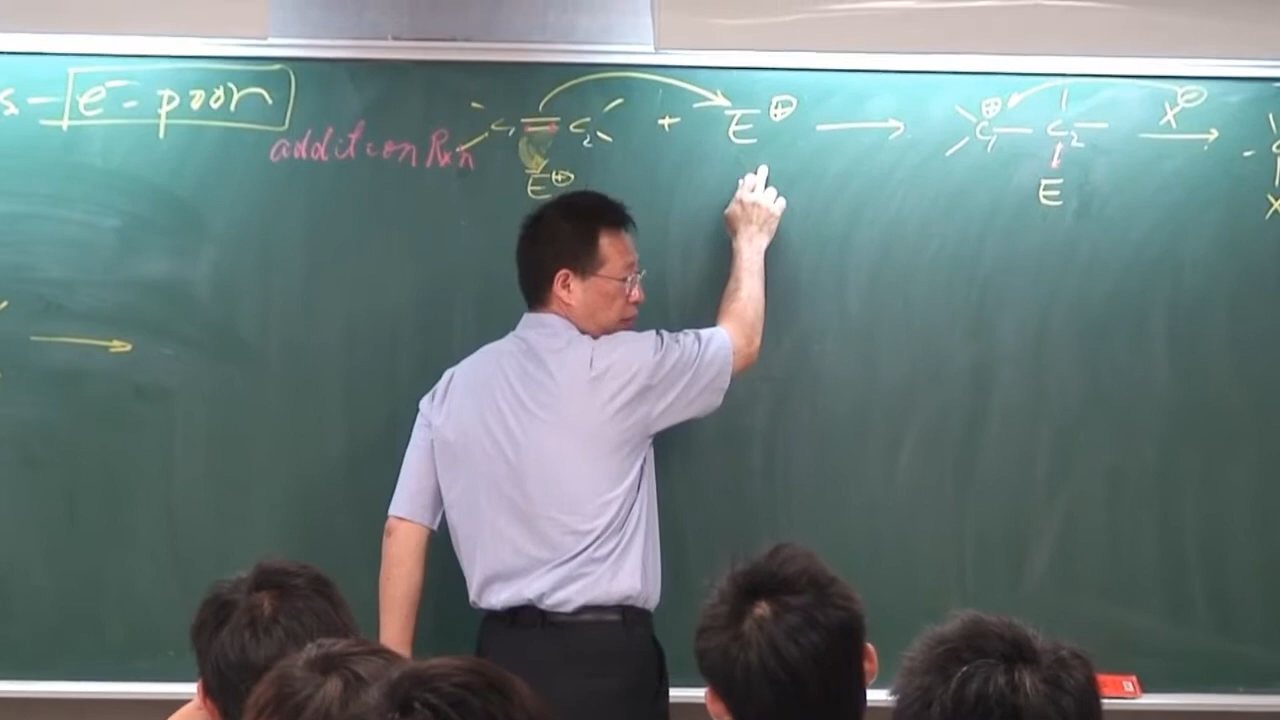 s - e⁻ - poor
addition Rxn
C₁ = C₂ + E⊕ → ⊕C₁ - C₂ - X⊖ →
E⊕
E
X